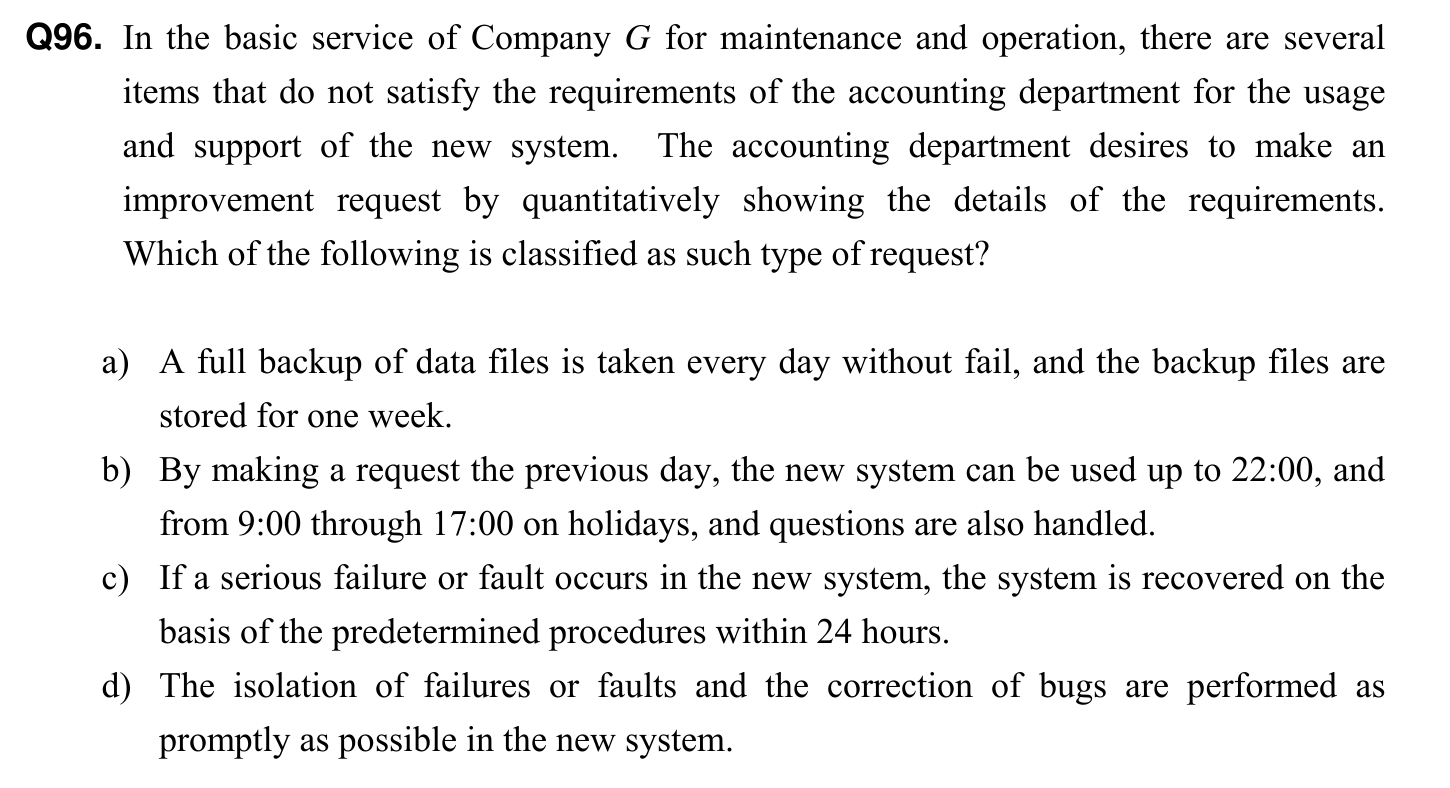 Q96. In the basic service of Company G for maintenance and operation, there are several
items that do not satisfy the requirements of the accounting department for the usage
and support of the new system. The accounting department desires to make an
improvement request by quantitatively showing the details of the requirements.
Which of the following is classified as such type of request?
a) A full backup of data files is taken every day without fail, and the backup files are
stored for one week.
b) By making a request the previous day, the new system can be used up to 22:00, and
from 9:00 through 17:00 on holidays, and questions are also handled.
c) If a serious failure or fault occurs in the new system, the system is recovered on the
basis of the predetermined procedures within 24 hours.
d) The isolation of failures or faults and the correction of bugs are performed as
promptly as possible in the new system.